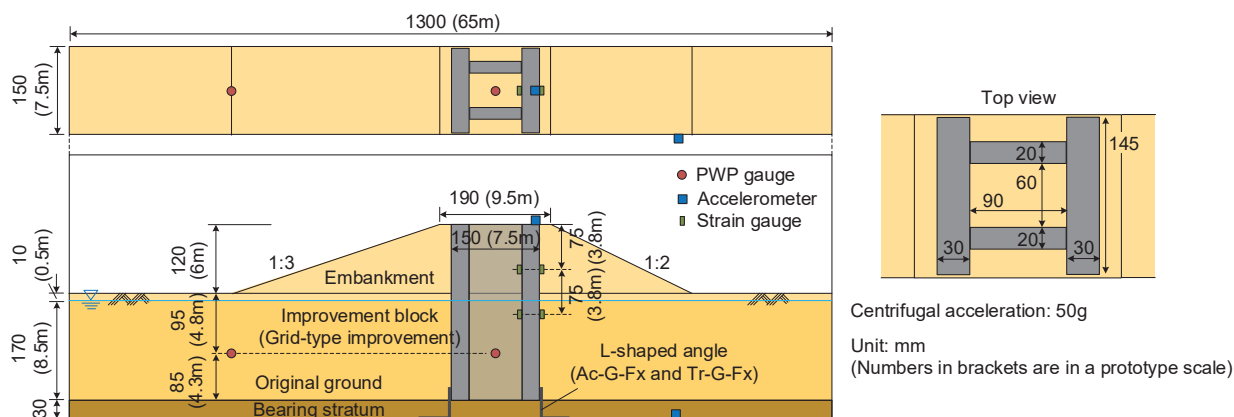 1300 (65m)
150
(7.5m)
PWP gauge
Accelerometer
Strain gauge
190 (9.5m)
150 (7.5m)
10
(0.5m)
120
(6m)
1:3
Embankment
1:2
75
(3.8m)
75
(3.8m)
170
(8.5m)
95
(4.8m)
Improvement block
(Grid-type improvement)
85
(4.3m)
Original ground
L-shaped angle
(Ac-G-Fx and Tr-G-Fx)
30
Bearing stratum
Top view
20
145
60
90
30
20
30
Centrifugal acceleration: 50g
Unit: mm
(Numbers in brackets are in a prototype scale)